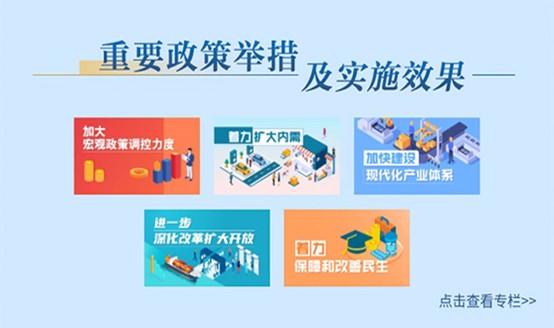 重要政策举措
及实施效果
加大
宏观政策调控力度
着力扩大内需
加快建设
现代化产业体系
进一步
深化改革扩大开放
着力
保障和改善民生
点击查看专栏>>